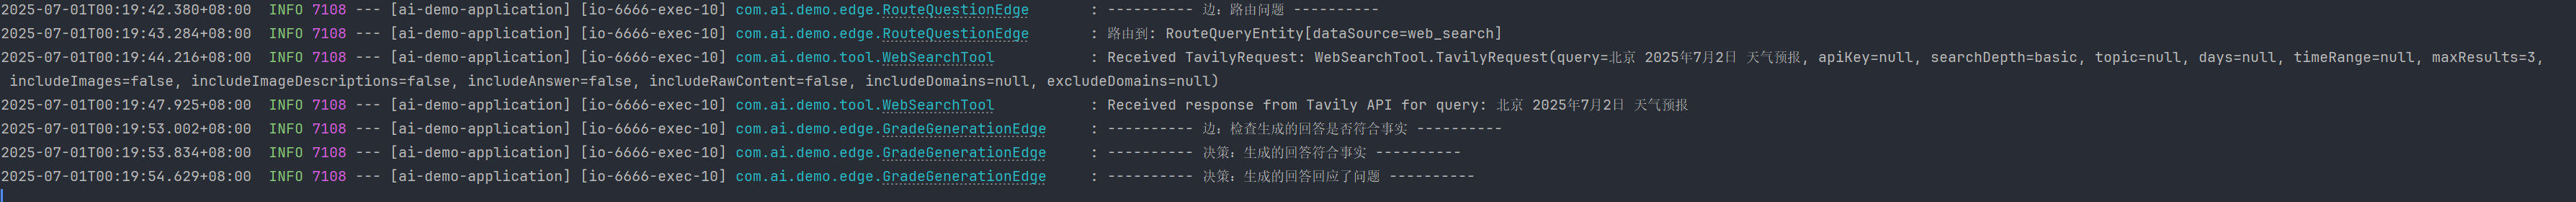 2025-07-01T00:19:42.380+08:00  INFO 7108 --- [ai-demo-application] [io-6666-exec-10] com.ai.demo.edge.RouteQuestionEdge       : ---------- 边：路由问题 ----------
2025-07-01T00:19:43.284+08:00  INFO 7108 --- [ai-demo-application] [io-6666-exec-10] com.ai.demo.edge.RouteQuestionEdge       : 路由到: RouteQueryEntity[dataSource=web_search]
2025-07-01T00:19:44.216+08:00  INFO 7108 --- [ai-demo-application] [io-6666-exec-10] com.ai.demo.tool.WebSearchTool           : Received TavilyRequest: WebSearchTool.TavilyRequest(query=北京 2025年7月2日 天气预报, apiKey=null, searchDepth=basic, topic=null, days=null, timeRange=null, maxResults=3,
includeImages=false, includeImageDescriptions=false, includeAnswer=false, includeRawContent=false, includeDomains=null, excludeDomains=null)
2025-07-01T00:19:47.925+08:00  INFO 7108 --- [ai-demo-application] [io-6666-exec-10] com.ai.demo.tool.WebSearchTool           : Received response from Tavily API for query: 北京 2025年7月2日 天气预报
2025-07-01T00:19:53.002+08:00  INFO 7108 --- [ai-demo-application] [io-6666-exec-10] com.ai.demo.edge.GradeGenerationEdge     : ---------- 边：检查生成的回答是否符合事实 ----------
2025-07-01T00:19:53.834+08:00  INFO 7108 --- [ai-demo-application] [io-6666-exec-10] com.ai.demo.edge.GradeGenerationEdge     : ---------- 决策：生成的回答符合事实 ----------
2025-07-01T00:19:54.629+08:00  INFO 7108 --- [ai-demo-application] [io-6666-exec-10] com.ai.demo.edge.GradeGenerationEdge     : ---------- 决策：生成的回答回应了问题 ----------